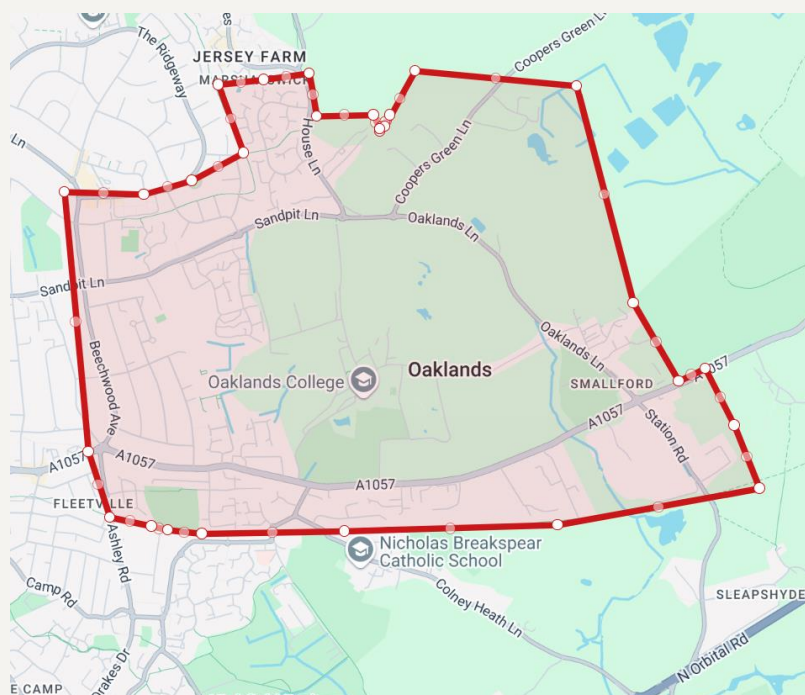 JERSEY FARM
MARSHALSWICK
The Ridgeway
Coopers Green Ln
Ln
House Ln
Coopers Green Ln
Sandpit Ln
Oaklands Ln
Sandpit Ln
Beechwood Ave
Oaklands College
Oaklands
Oaklands Ln
SMALLFORD
A1057
A1057
Station Rd
A1057
A1057
A1057
FLEETVILLE
Ashley Rd
Nicholas Breakspear
Catholic School
Camp Rd
Colney Heath Ln
SLEAPSHYDE
N Orbital Rd
Drakes Dr
E CAMP